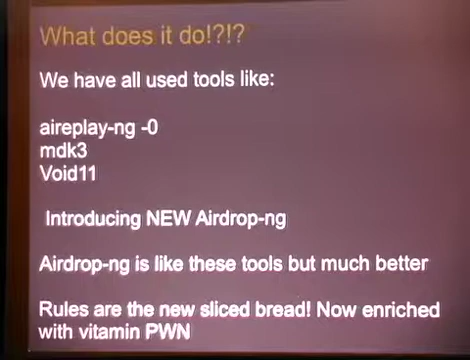 What does it do!?!?
We have all used tools like:
aireplay-ng -0
mdk3
Void11
Introducing NEW Airdrop-ng
Airdrop-ng is like these tools but much better
Rules are the new sliced bread! Now enriched
with vitamin PWN